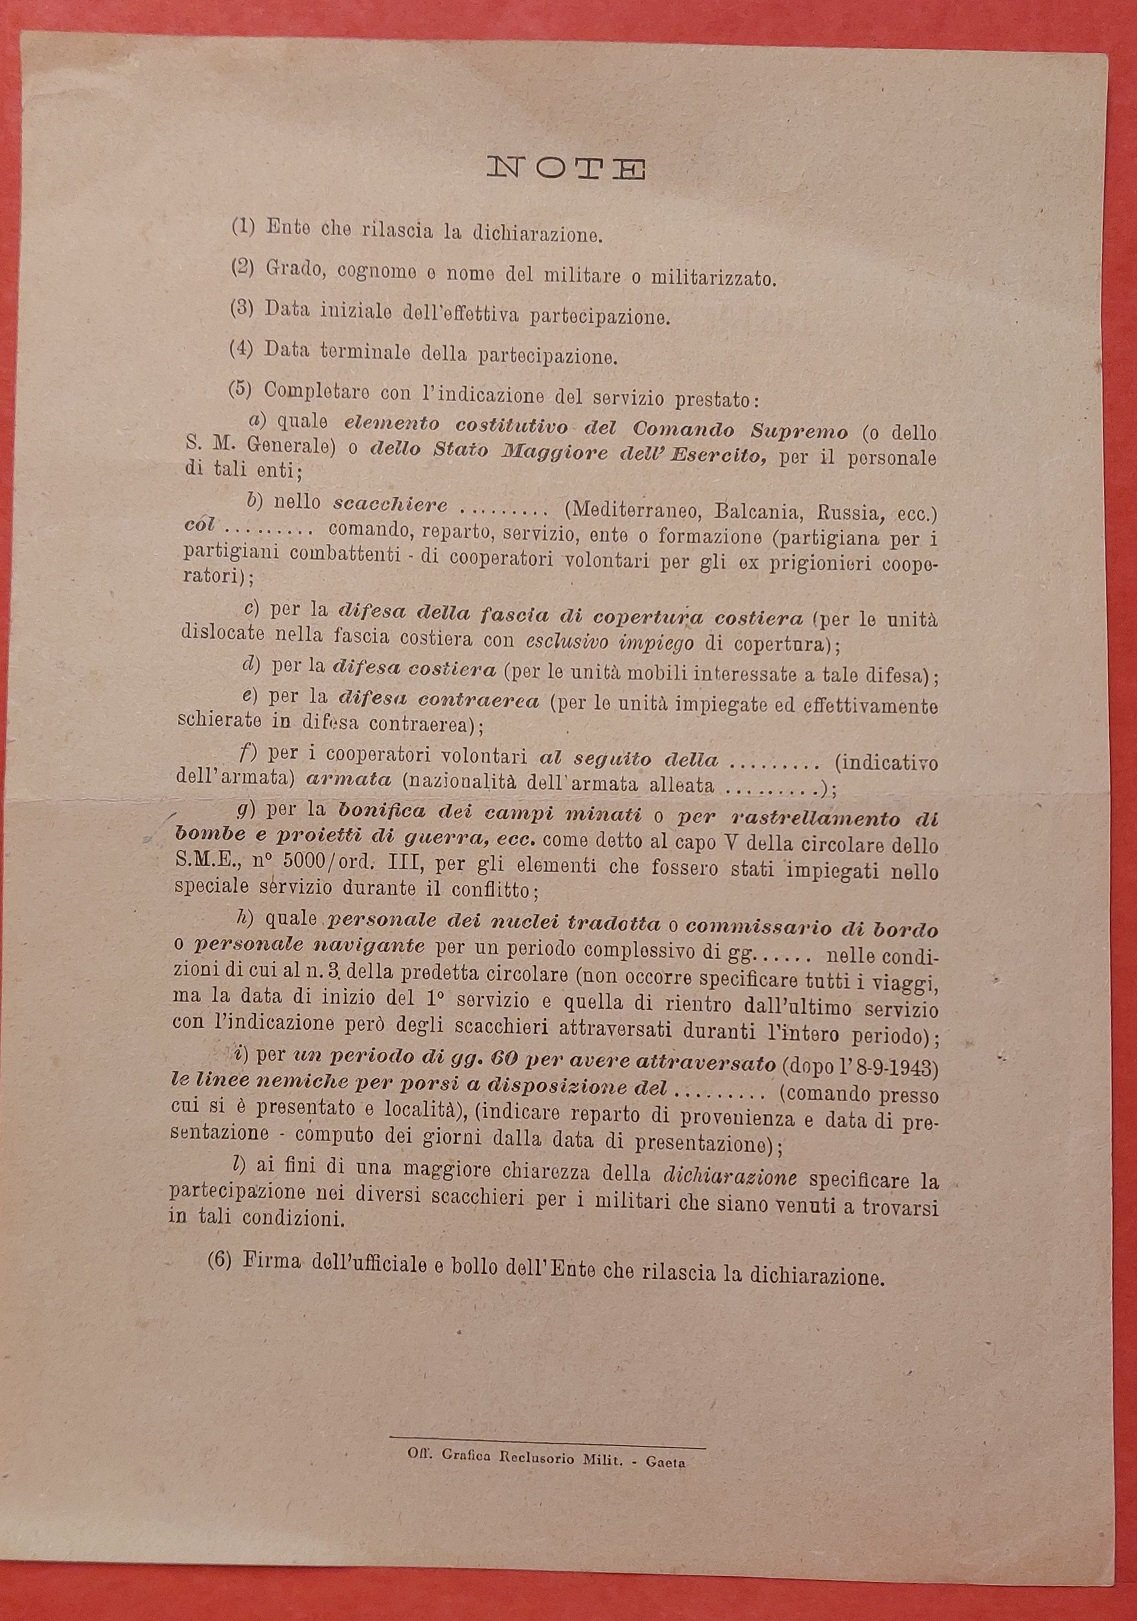 NOTE
(1) Ente che rilascia la dichiarazione.
(2) Grado, cognome e nome del militare o militarizzato.
(3) Data iniziale dell'effettiva partecipazione.
(4) Data terminale della partecipazione.
(5) Completare con l'indicazione del servizio prestato:
a) quale elemento costitutivo del Comando Supremo (o dello
S. M. Generale) o dello Stato Maggiore dell' Esercito, per il personale
di tali enti;
b) nello scacchiere ......... (Mediterraneo, Balcania, Russia, ecc.)
col ......... comando, reparto, servizio, ente o formazione (partigiana per i
partigiani combattenti - di cooperatori volontari per gli ex prigionieri coope-
ratori);
c) per la difesa della fascia di copertura costiera (per le unità
dislocate nella fascia costiera con esclusivo impiego di copertura);
d) per la difesa costiera (per le unità mobili interessate a tale difesa);
e) per la difesa contraerea (per le unità impiegate ed effettivamente
schierate in difesa contraerea);
f) per i cooperatori volontari al seguito della ......... (indicativo
dell'armata) armata (nazionalità dell'armata alleata .........);
g) per la bonifica dei campi minati o per rastrellamento di
bombe e proietti di guerra, ecc. come detto al capo V della circolare dello
S.M.E., n° 5000/ord. III, per gli elementi che fossero stati impiegati nello
speciale servizio durante il conflitto;
h) quale personale dei nuclei tradotta o commissario di bordo
o personale navigante per un periodo complessivo di gg...... nelle condi-
zioni di cui al n. 3. della predetta circolare (non occorre specificare tutti i viaggi,
ma la data di inizio del 1° servizio e quella di rientro dall'ultimo servizio
con l'indicazione però degli scacchieri attraversati duranti l'intero periodo);
i) per un periodo di gg. 60 per avere attraversato (dopo l' 8-9-1943)
le linee nemiche per porsi a disposizione del ......... (comando presso
cui si è presentato e località), (indicare reparto di provenienza e data di pre-
sentazione - computo dei giorni dalla data di presentazione);
l) ai fini di una maggiore chiarezza della dichiarazione specificare la
partecipazione nei diversi scacchieri per i militari che siano venuti a trovarsi
in tali condizioni.
(6) Firma dell'ufficiale e bollo dell'Ente che rilascia la dichiarazione.
Off. Grafica Reclusorio Milit. - Gaeta